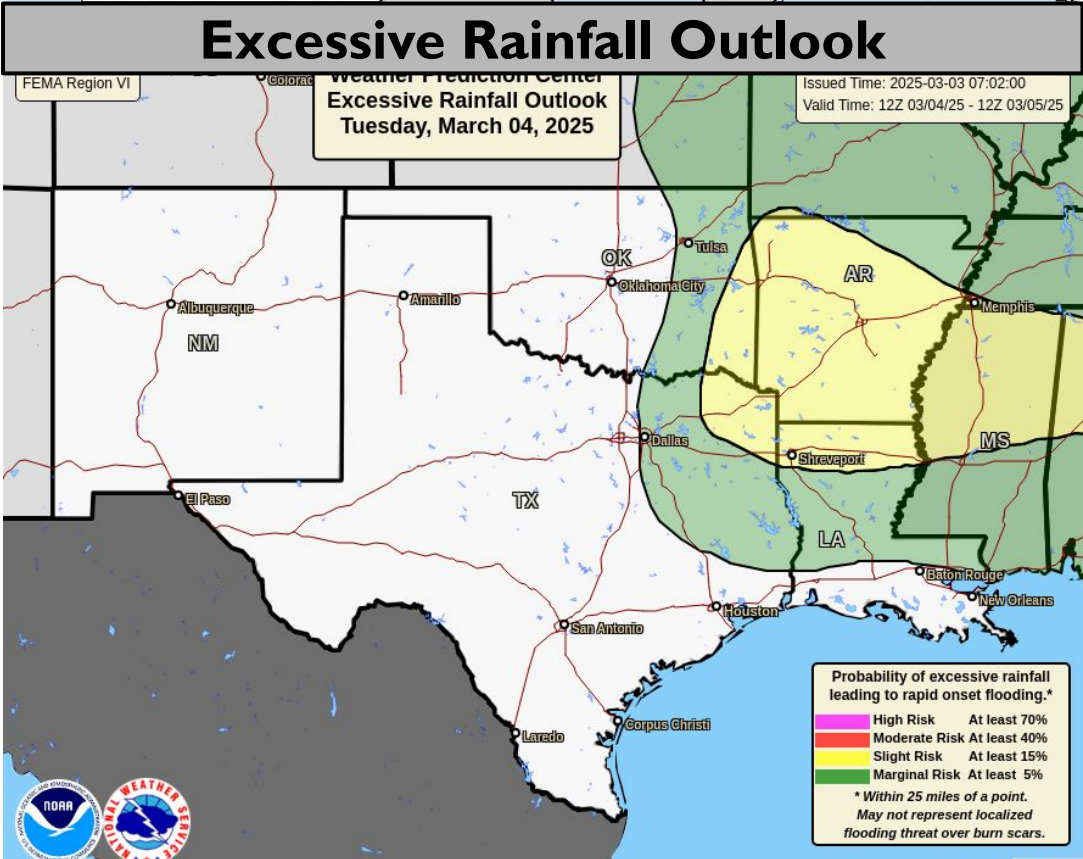 Excessive Rainfall Outlook
FEMA Region VI
Weather Prediction Center
Excessive Rainfall Outlook
Tuesday, March 04, 2025
Issued Time: 2025-03-03 07:02:00
Valid Time: 12Z 03/04/25 - 12Z 03/05/25
Tulsa
OK
Oklahoma City
AR
Albuquerque
Amarillo
Memphis
NM
Dallas
MS
Shreveport
El Paso
TX
LA
Baton Rouge
New Orleans
Houston
San Antonio
Corpus Christi
Laredo
Probability of excessive rainfall
leading to rapid onset flooding.*
High Risk At least 70%
Moderate Risk At least 40%
Slight Risk At least 15%
Marginal Risk At least 5%
* Within 25 miles of a point.
May not represent localized
flooding threat over burn scars.
NOAA
NATIONAL WEATHER SERVICE